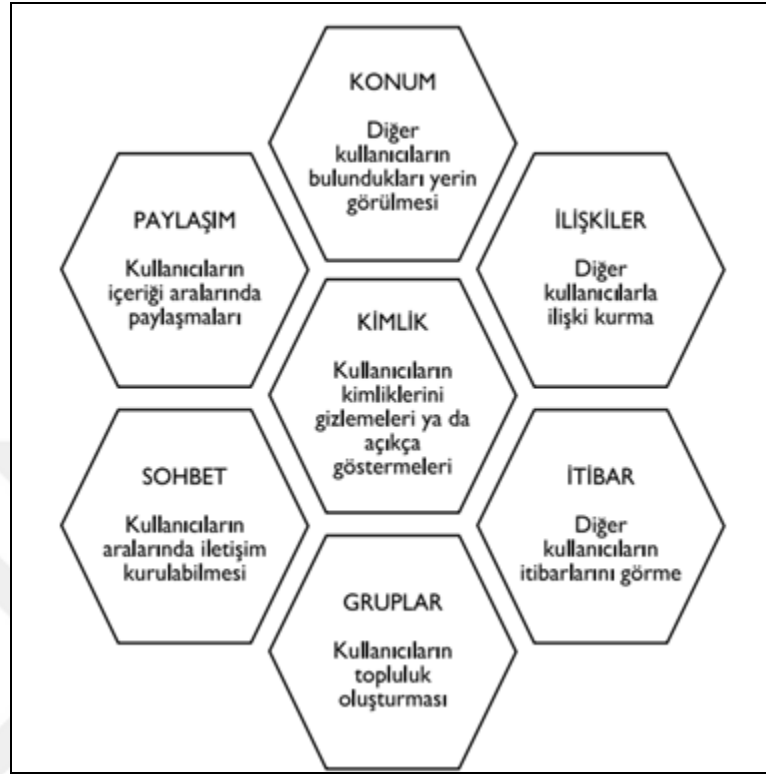 KONUM
Diğer
kullanıcıların
bulundukları yerin
görülmesi
PAYLAŞIM
Kullanıcıların
içeriği aralarında
paylaşmaları
İLİŞKİLER
Diğer
kullanıcılarla
ilişki kurma
KİMLİK
Kullanıcıların
kimliklerini
gizlemeleri ya da
açıkça
göstermeleri
SOHBET
Kullanıcıların
aralarında iletişim
kurulabilmesi
İTİBAR
Diğer
kullanıcıların
itibarlarını görme
GRUPLAR
Kullanıcıların
topluluk
oluşturması